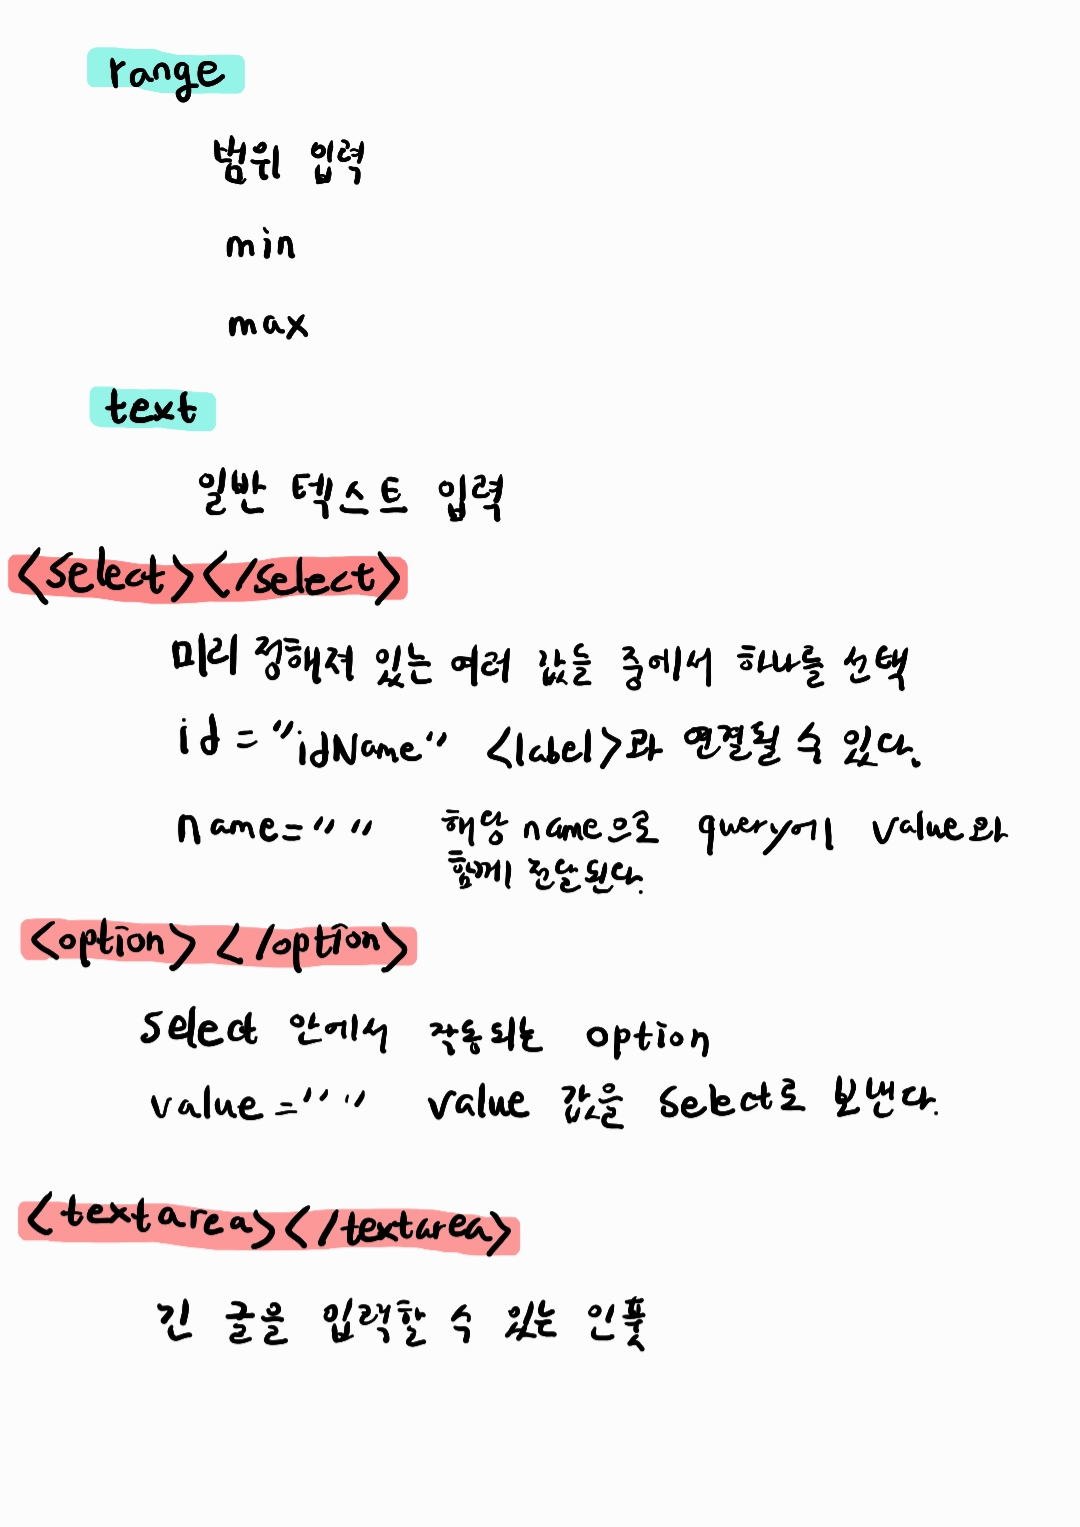 range
범위 입력
min
max
text
일반 텍스트 입력
<select></select>
미리 정해져 있는 여러 값들 중에서 하나를 선택
id="idName" <label>과 연결될 수 있다.
name="" 해당 name으로 query에 value와
함께 전달된다.
<option></option>
select 안에서 작동되는 option
value="" value 값을 select로 보낸다.
<textarea></textarea>
긴 글을 입력할 수 있는 인풋